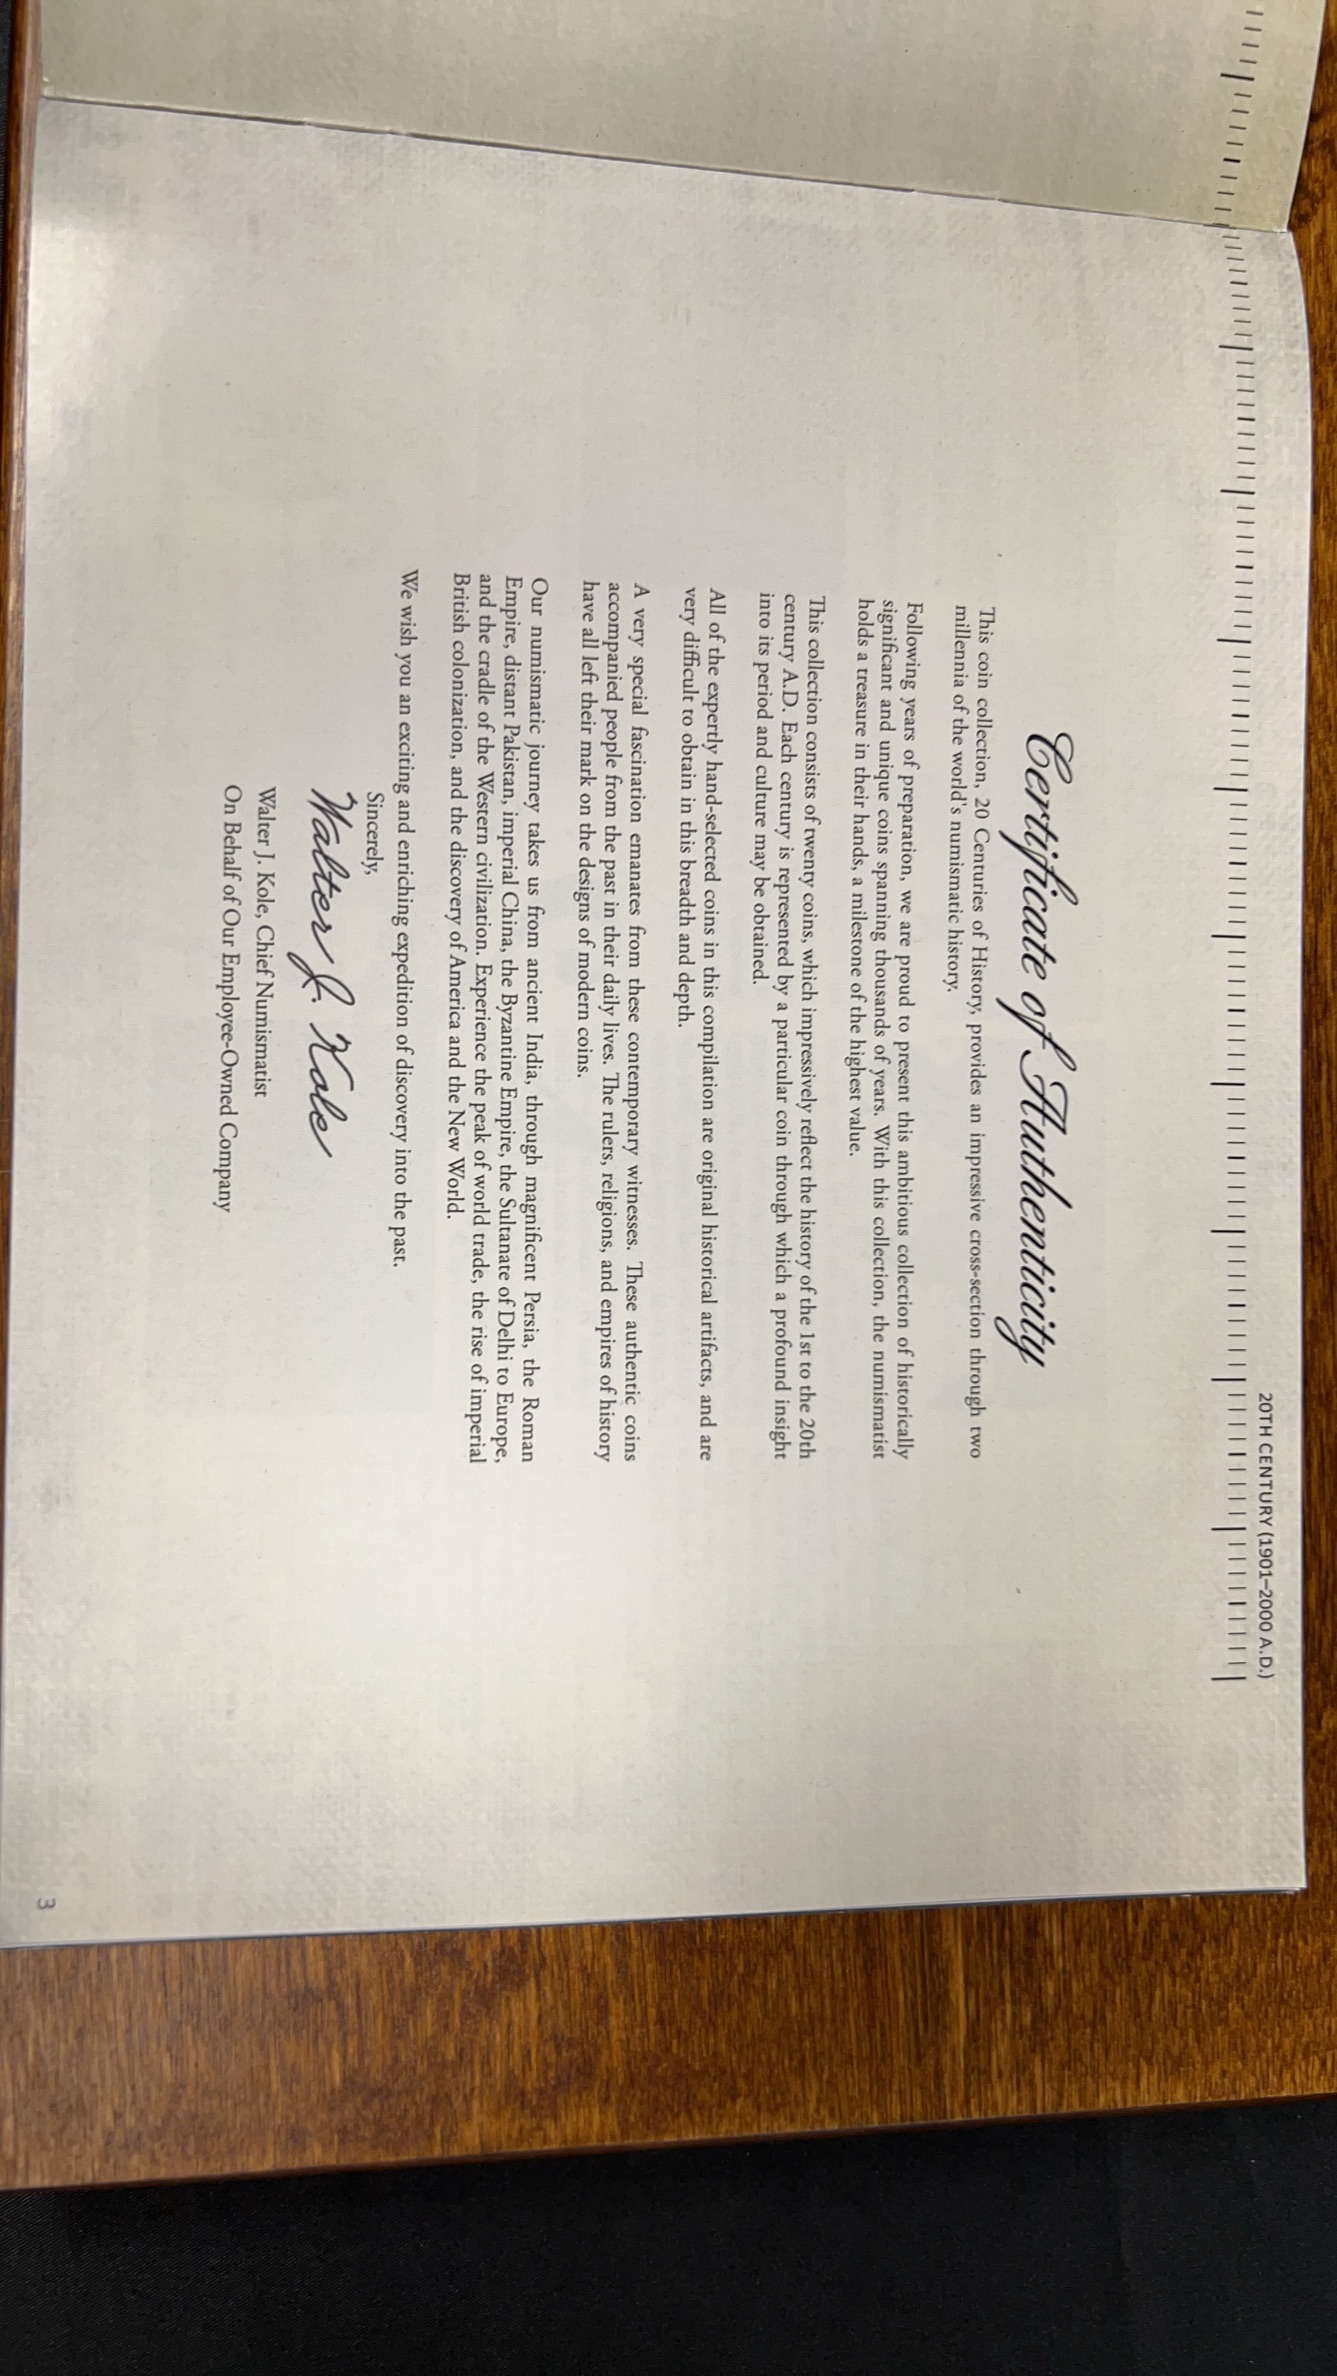 20TH CENTURY (1901–2000 A.D.)
Certificate of Authenticity
This coin collection, 20 Centuries of History, provides an impressive cross-section through two
millennia of the world's numismatic history.
Following years of preparation, we are proud to present this ambitious collection of historically
significant and unique coins spanning thousands of years. With this collection, the numismatist
holds a treasure in their hands, a milestone of the highest value.
This collection consists of twenty coins, which impressively reflect the history of the 1st to the 20th
century A.D. Each century is represented by a particular coin through which a profound insight
into its period and culture may be obtained.
All of the expertly hand-selected coins in this compilation are original historical artifacts, and are
very difficult to obtain in this breadth and depth.
A very special fascination emanates from these contemporary witnesses. These authentic coins
accompanied people from the past in their daily lives. The rulers, religions, and empires of history
have all left their mark on the designs of modern coins.
Our numismatic journey takes us from ancient India, through magnificent Persia, the Roman
Empire, distant Pakistan, imperial China, the Byzantine Empire, the Sultanate of Delhi to Europe,
and the cradle of the Western civilization. Experience the peak of world trade, the rise of imperial
British colonization, and the discovery of America and the New World.
We wish you an exciting and enriching expedition of discovery into the past.
Sincerely,
Walter J. Kole
Walter J. Kole, Chief Numismatist
On Behalf of Our Employee-Owned Company
3